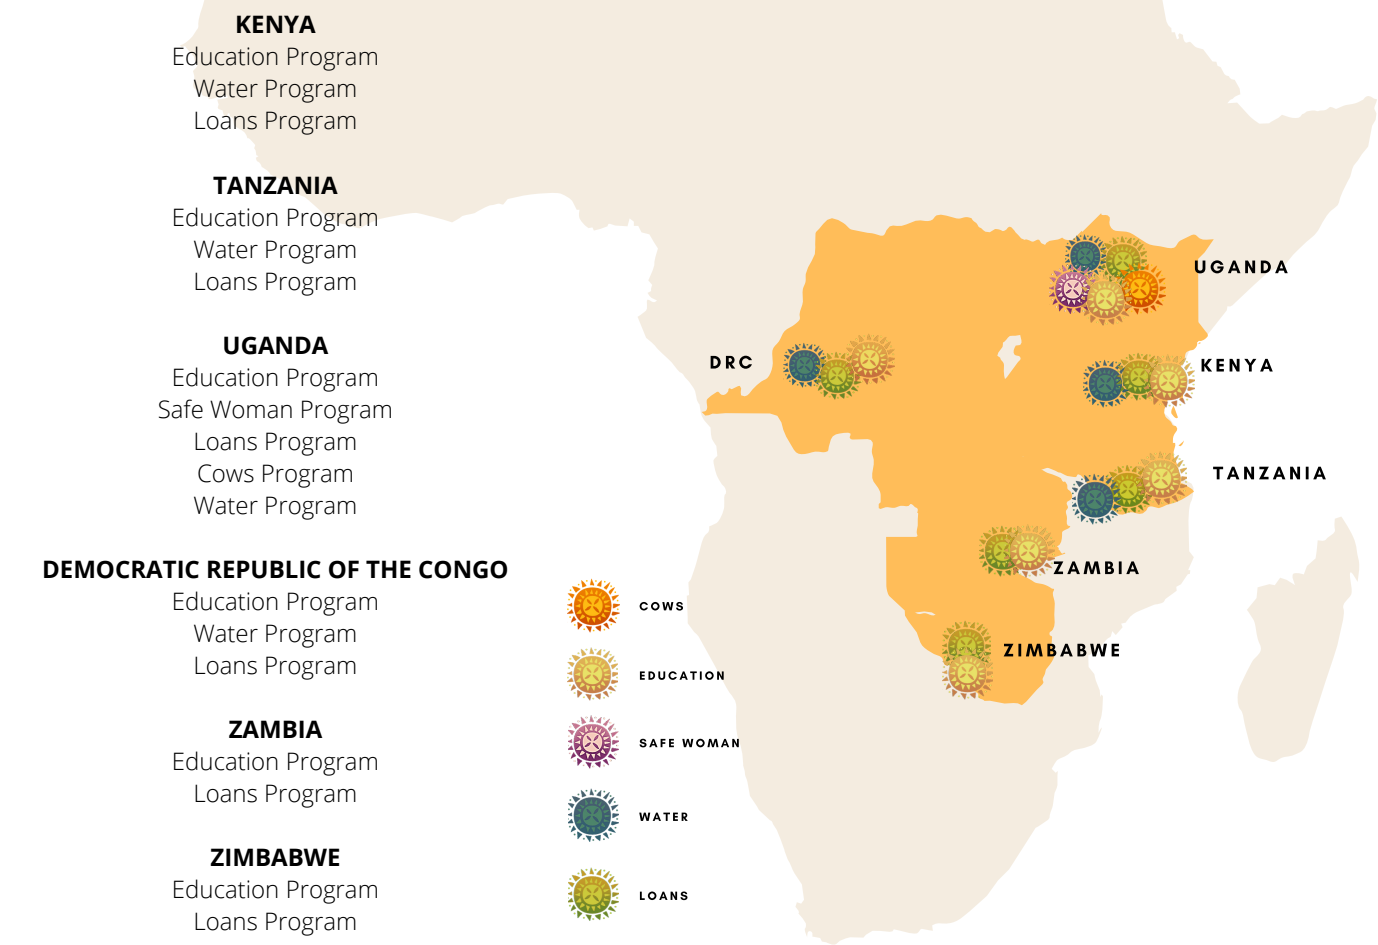 KENYA
Education Program
Water Program
Loans Program
TANZANIA
Education Program
Water Program
Loans Program
UGANDA
Education Program
Safe Woman Program
Loans Program
Cows Program
Water Program
DEMOCRATIC REPUBLIC OF THE CONGO
Education Program
Water Program
Loans Program
ZAMBIA
Education Program
Loans Program
ZIMBABWE
Education Program
Loans Program
COWS
EDUCATION
SAFE WOMAN
WATER
LOANS
UGANDA
DRC
KENYA
TANZANIA
ZAMBIA
ZIMBABWE